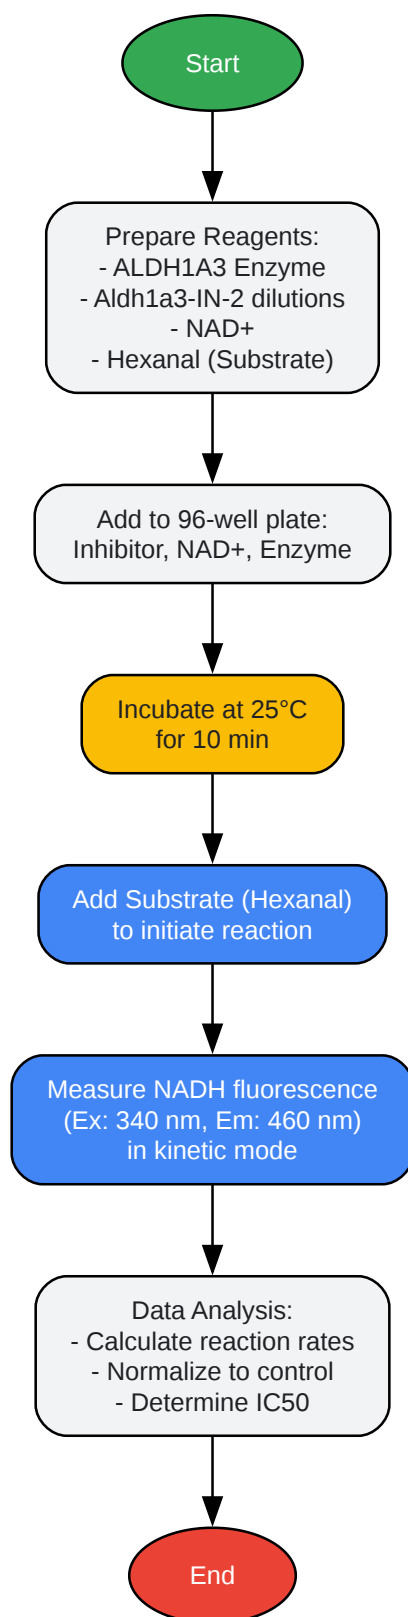 Start
Prepare Reagents:
- ALDH1A3 Enzyme
- Aldh1a3-IN-2 dilutions
- NAD+
- Hexanal (Substrate)
Add to 96-well plate:
Inhibitor, NAD+, Enzyme
Incubate at 25°C
for 10 min
Add Substrate (Hexanal)
to initiate reaction
Measure NADH fluorescence
(Ex: 340 nm, Em: 460 nm)
in kinetic mode
Data Analysis:
- Calculate reaction rates
- Normalize to control
- Determine IC50
End